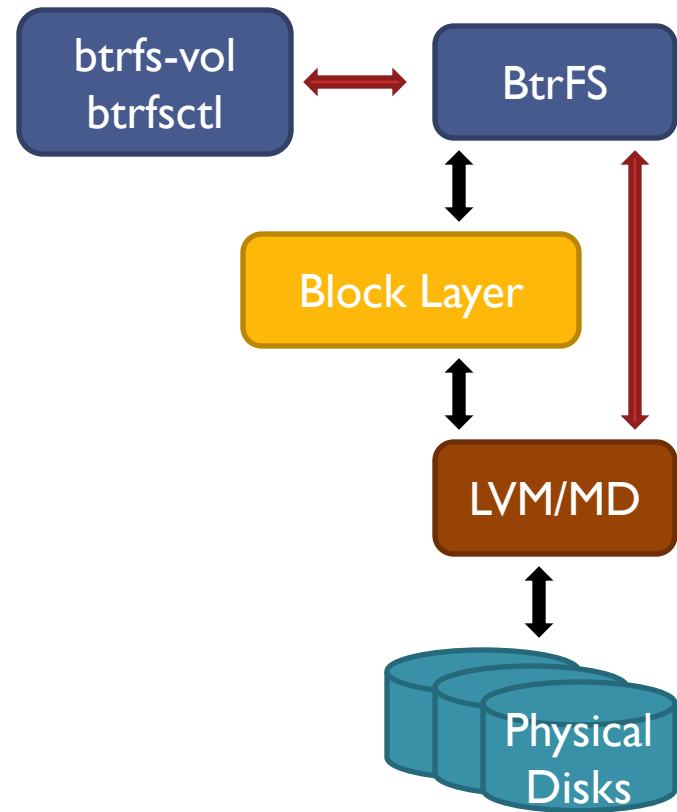 btrfs-vol
btrfsctl
BtrFS
Block Layer
LVM/MD
Physical
Disks